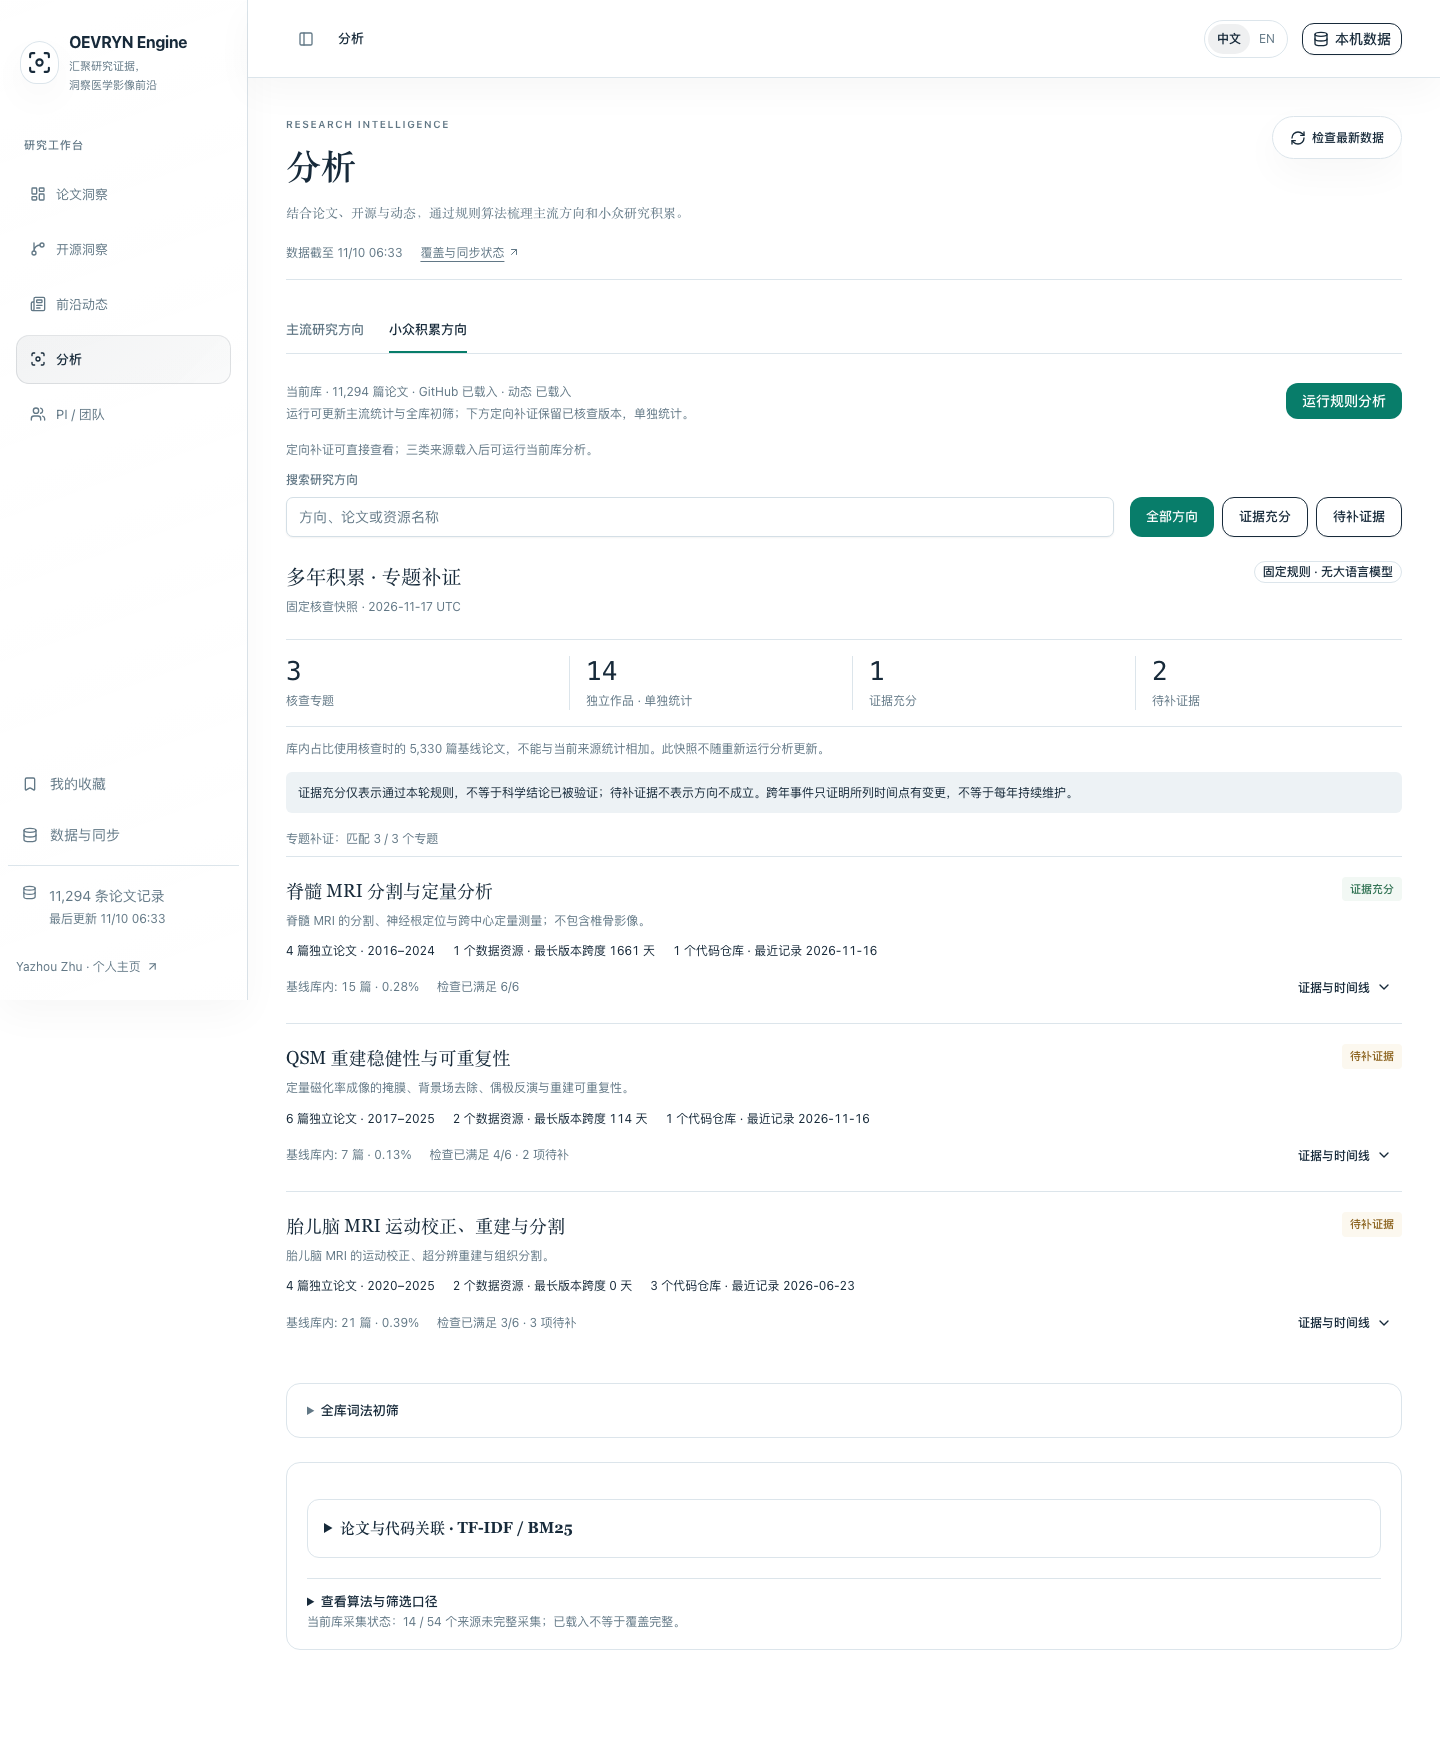 OEVRYN Engine
汇聚研究证据，
洞察医学影像前沿
研究工作台
论文洞察
开源洞察
前沿动态
分析
PI / 团队
我的收藏
数据与同步
11,294 条论文记录
最后更新 11/10 06:33
Yazhou Zhu · 个人主页
分析
中文
EN
本机数据
RESEARCH INTELLIGENCE
分析
检查最新数据
结合论文、开源与动态，通过规则算法梳理主流方向和小众研究积累。
数据截至 11/10 06:33 覆盖与同步状态
主流研究方向 小众积累方向
当前库 · 11,294 篇论文 · GitHub 已载入 · 动态 已载入
运行可更新主流统计与全库初筛；下方定向补证保留已核查版本，单独统计。
运行规则分析
定向补证可直接查看；三类来源载入后可运行当前库分析。
搜索研究方向
方向、论文或资源名称
全部方向 证据充分 待补证据
多年积累 · 专题补证
固定规则 · 无大语言模型
固定核查快照 · 2026-11-17 UTC
3
核查专题
14
独立作品 · 单独统计
1
证据充分
2
待补证据
库内占比使用核查时的 5,330 篇基线论文，不能与当前来源统计相加。此快照不随重新运行分析更新。
证据充分仅表示通过本轮规则，不等于科学结论已被验证；待补证据不表示方向不成立。跨年事件只证明所列时间点有变更，不等于每年持续维护。
专题补证：匹配 3 / 3 个专题
脊髓 MRI 分割与定量分析
证据充分
脊髓 MRI 的分割、神经根定位与跨中心定量测量；不包含椎骨影像。
4 篇独立论文 · 2016–2024 1 个数据资源 · 最长版本跨度 1661 天 1 个代码仓库 · 最近记录 2026-11-16
基线库内: 15 篇 · 0.28% 检查已满足 6/6
证据与时间线
QSM 重建稳健性与可重复性
待补证据
定量磁化率成像的掩膜、背景场去除、偶极反演与重建可重复性。
6 篇独立论文 · 2017–2025 2 个数据资源 · 最长版本跨度 114 天 1 个代码仓库 · 最近记录 2026-11-16
基线库内: 7 篇 · 0.13% 检查已满足 4/6 · 2 项待补
证据与时间线
胎儿脑 MRI 运动校正、重建与分割
待补证据
胎儿脑 MRI 的运动校正、超分辨重建与组织分割。
4 篇独立论文 · 2020–2025 2 个数据资源 · 最长版本跨度 0 天 3 个代码仓库 · 最近记录 2026-06-23
基线库内: 21 篇 · 0.39% 检查已满足 3/6 · 3 项待补
证据与时间线
全库词法初筛
论文与代码关联 · TF-IDF / BM25
查看算法与筛选口径
当前库采集状态：14 / 54 个来源未完整采集；已载入不等于覆盖完整。